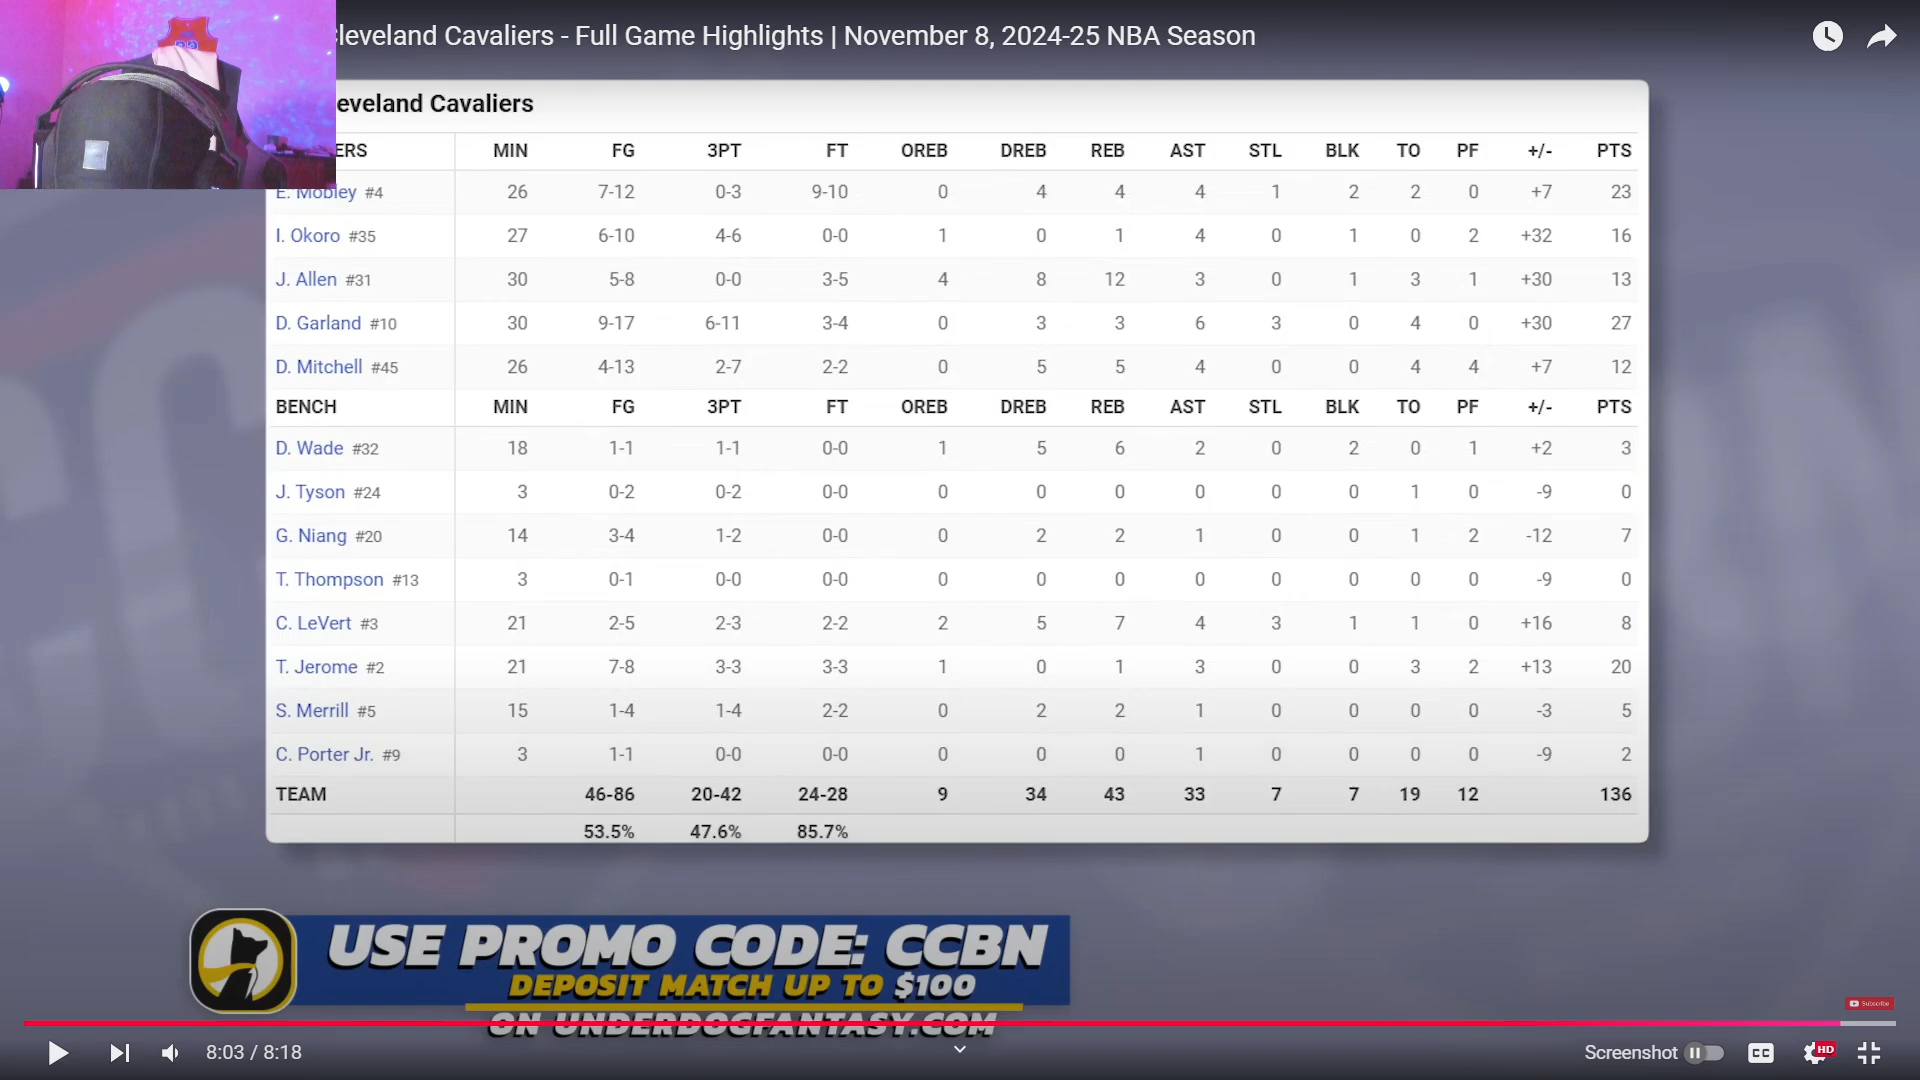 leveland Cavaliers - Full Game Highlights | November 8, 2024-25 NBA Season
eveland Cavaliers
ERS MIN FG 3PT FT OREB DREB REB AST STL BLK TO PF +/- PTS
E. Mobley #4 26 7-12 0-3 9-10 0 4 4 4 1 2 2 0 +7 23
I. Okoro #35 27 6-10 4-6 0-0 1 0 1 4 0 1 0 2 +32 16
J. Allen #31 30 5-8 0-0 3-5 4 8 12 3 0 1 3 1 +30 13
D. Garland #10 30 9-17 6-11 3-4 0 3 3 6 3 0 4 0 +30 27
D. Mitchell #45 26 4-13 2-7 2-2 0 5 5 4 0 0 4 4 +7 12
BENCH MIN FG 3PT FT OREB DREB REB AST STL BLK TO PF +/- PTS
D. Wade #32 18 1-1 1-1 0-0 1 5 6 2 0 2 0 1 +2 3
J. Tyson #24 3 0-2 0-2 0-0 0 0 0 0 0 0 1 0 -9 0
G. Niang #20 14 3-4 1-2 0-0 0 2 2 1 0 0 1 2 -12 7
T. Thompson #13 3 0-1 0-0 0-0 0 0 0 0 0 0 0 0 -9 0
C. LeVert #3 21 2-5 2-3 2-2 2 5 7 4 3 1 1 0 +16 8
T. Jerome #2 21 7-8 3-3 3-3 1 0 1 3 0 0 3 2 +13 20
S. Merrill #5 15 1-4 1-4 2-2 0 2 2 1 0 0 0 0 -3 5
C. Porter Jr. #9 3 1-1 0-0 0-0 0 0 0 1 0 0 0 0 -9 2
TEAM 46-86 20-42 24-28 9 34 43 33 7 7 19 12 136
53.5% 47.6% 85.7%
USE PROMO CODE: CCBN
DEPOSIT MATCH UP TO $100
ON UNDERDOGFANTASY.COM
Subscribe
8:03 / 8:18
Screenshot
CC
HD